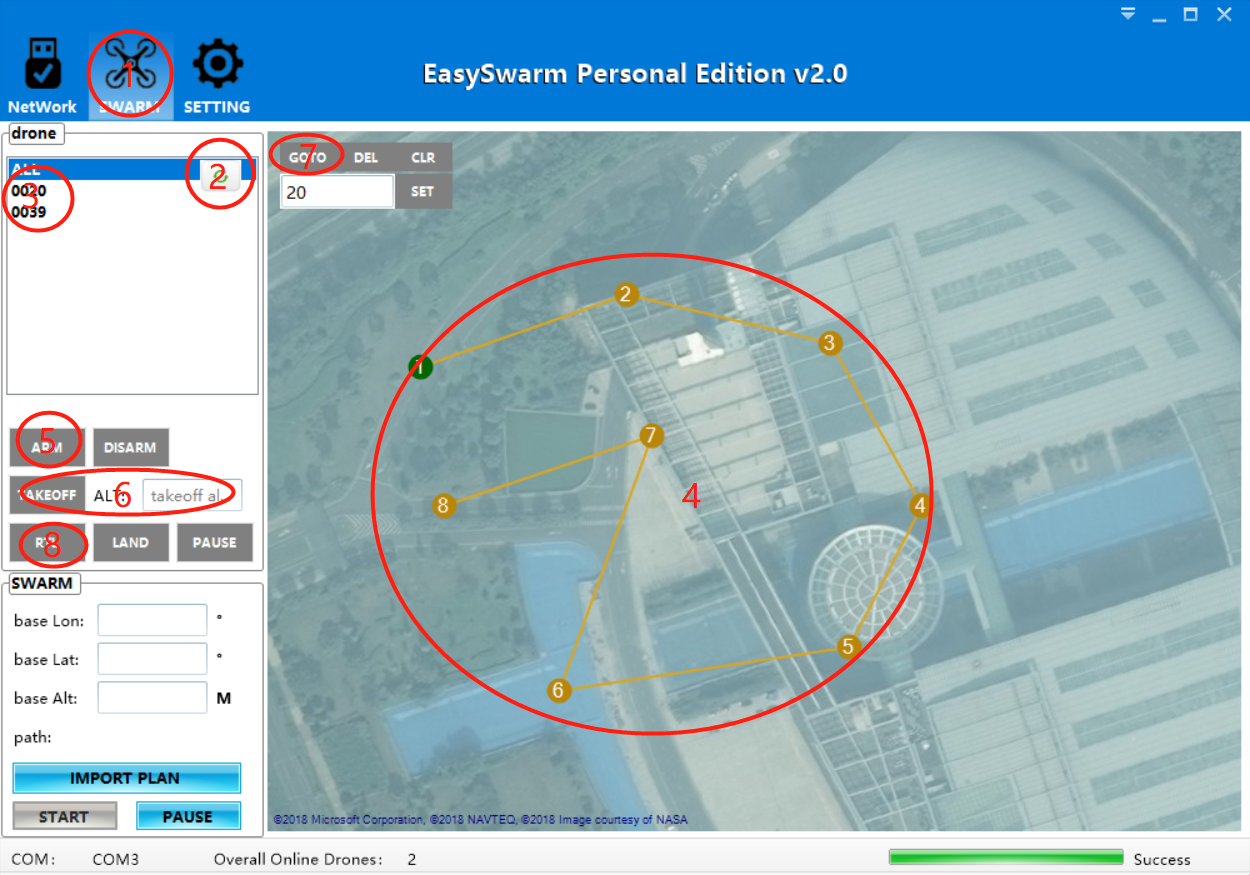 EasySwarm Personal Edition v2.0
NetWork
SWARM
1
SETTING
drone
ALL
2
0020
3
0039
GOTO
7
DEL
CLR
20
SET
1
2
3
4
5
6
7
8
4
ARM
5
DISARM
TAKEOFF
ALT:
6
takeoff al
8
LAND
PAUSE
SWARM
base Lon:
°
base Lat:
°
base Alt:
M
path:
IMPORT PLAN
START
PAUSE
©2018 Microsoft Corporation, ©2018 NAVTEQ, ©2018 Image courtesy of NASA
COM:
COM3
Overall Online Drones:
2
Success